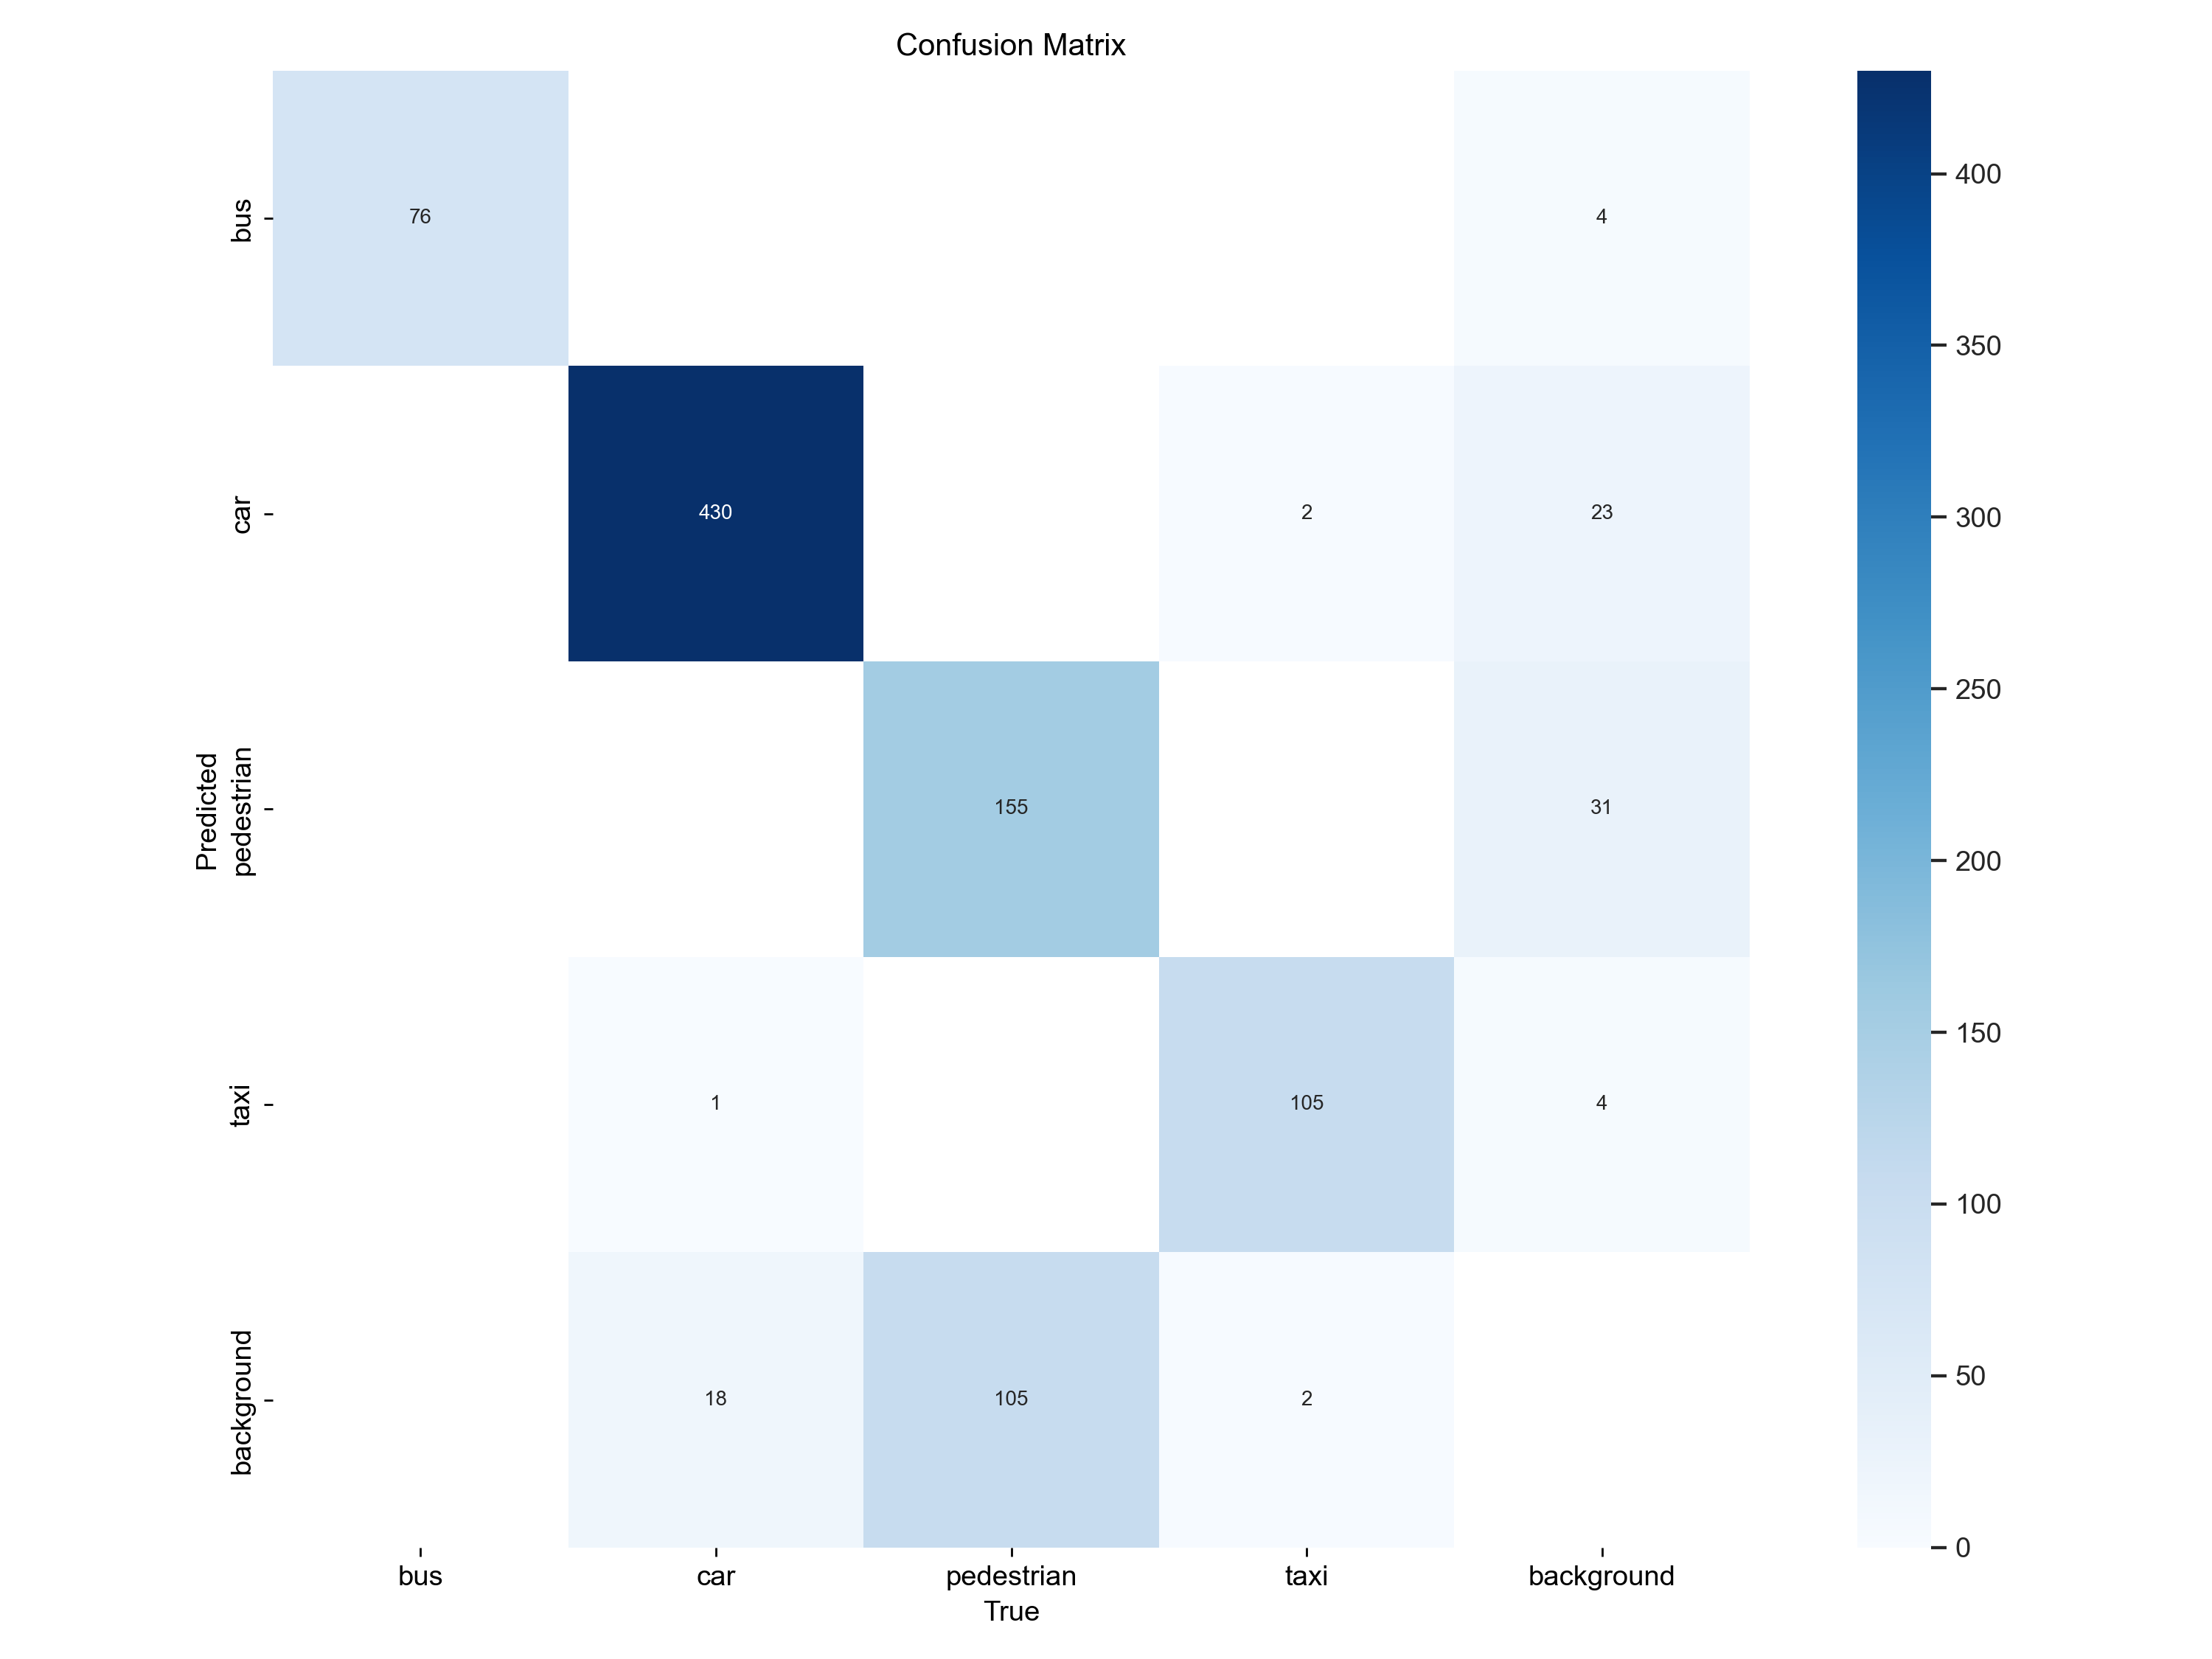 Confusion Matrix
bus
76
4
400
350
car
430
2
23
300
250
Predicted
pedestrian
155
31
200
150
taxi
1
105
4
100
50
background
18
105
2
0
bus
car
pedestrian
taxi
background
True